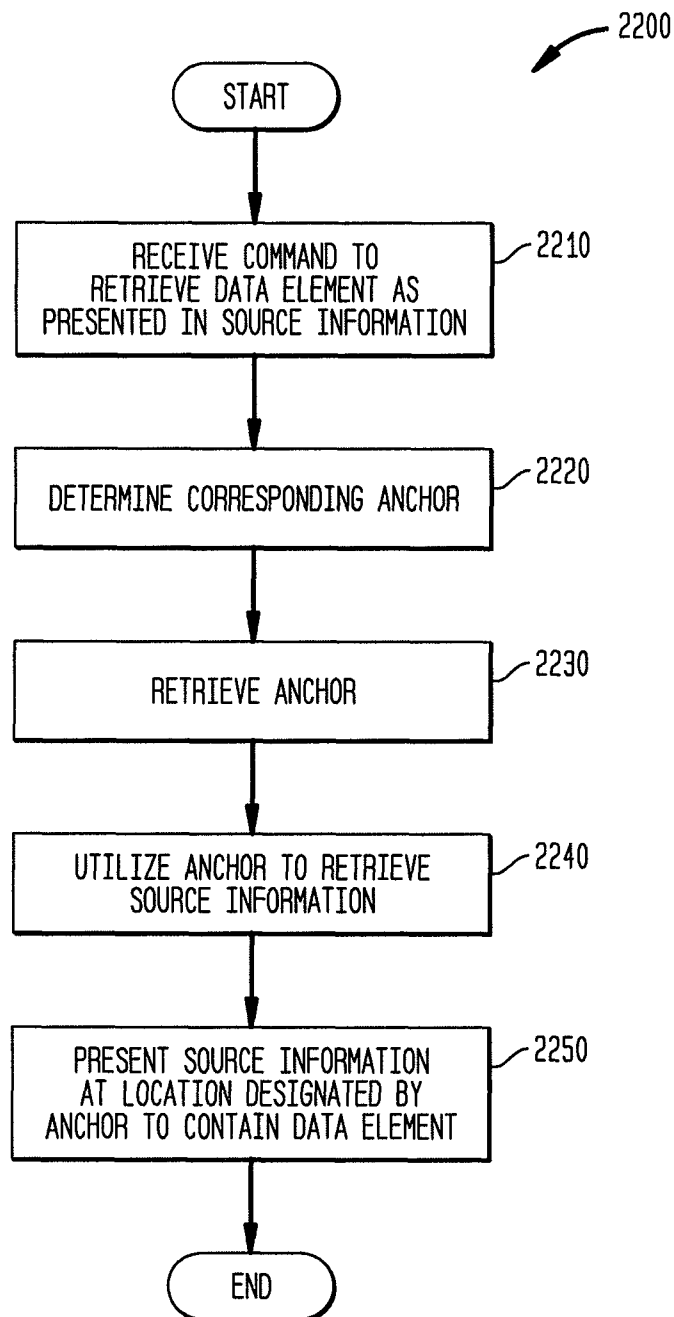 2200
START
RECEIVE COMMAND TO
RETRIEVE DATA ELEMENT AS
PRESENTED IN SOURCE INFORMATION
2210
DETERMINE CORRESPONDING ANCHOR
2220
RETRIEVE ANCHOR
2230
UTILIZE ANCHOR TO RETRIEVE
SOURCE INFORMATION
2240
PRESENT SOURCE INFORMATION
AT LOCATION DESIGNATED BY
ANCHOR TO CONTAIN DATA ELEMENT
2250
END